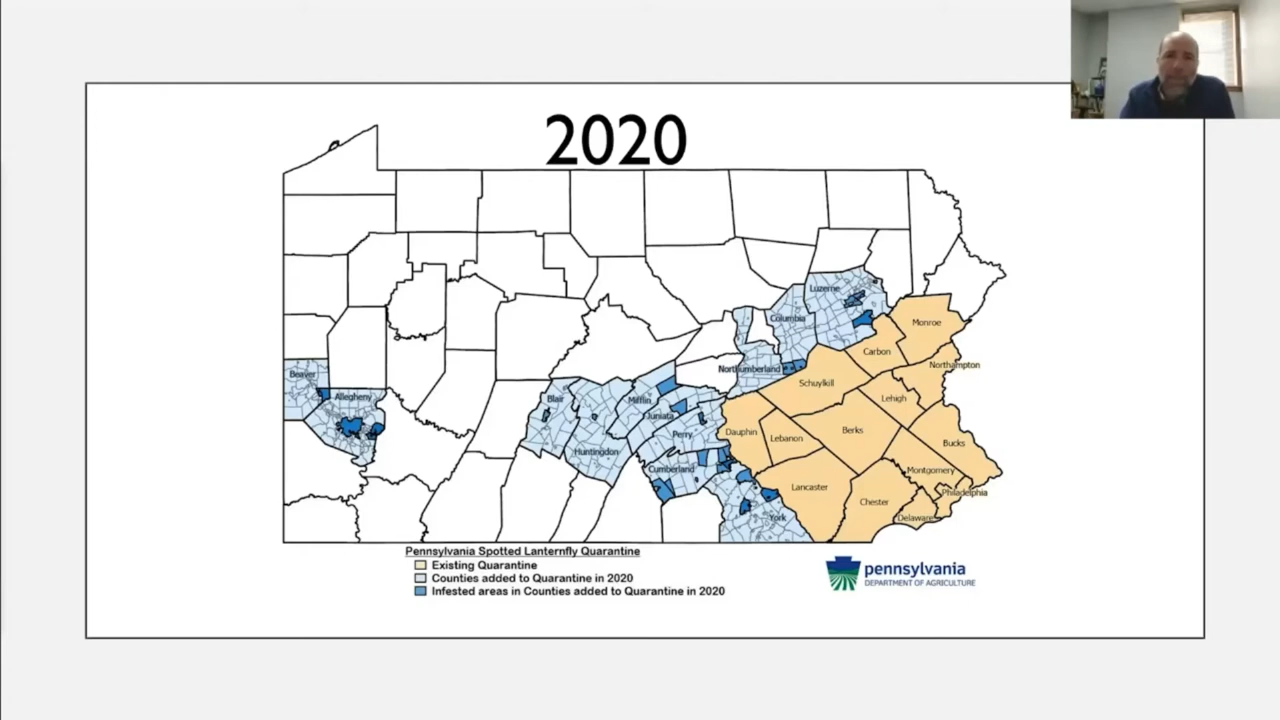 2020
Luzerne
Columbia
Monroe
Carbon
Northampton
Northumberland
Schuylkill
Beaver
Allegheny
Blair
Mifflin
Juniata
Lehigh
Perry
Dauphin
Lebanon
Berks
Bucks
Huntingdon
Cumberland
Montgomery
Lancaster
Philadelphia
Chester
York
Delaware
Pennsylvania Spotted Lanternfly Quarantine
Existing Quarantine
Counties added to Quarantine in 2020
Infested areas in Counties added to Quarantine in 2020
pennsylvania
DEPARTMENT OF AGRICULTURE